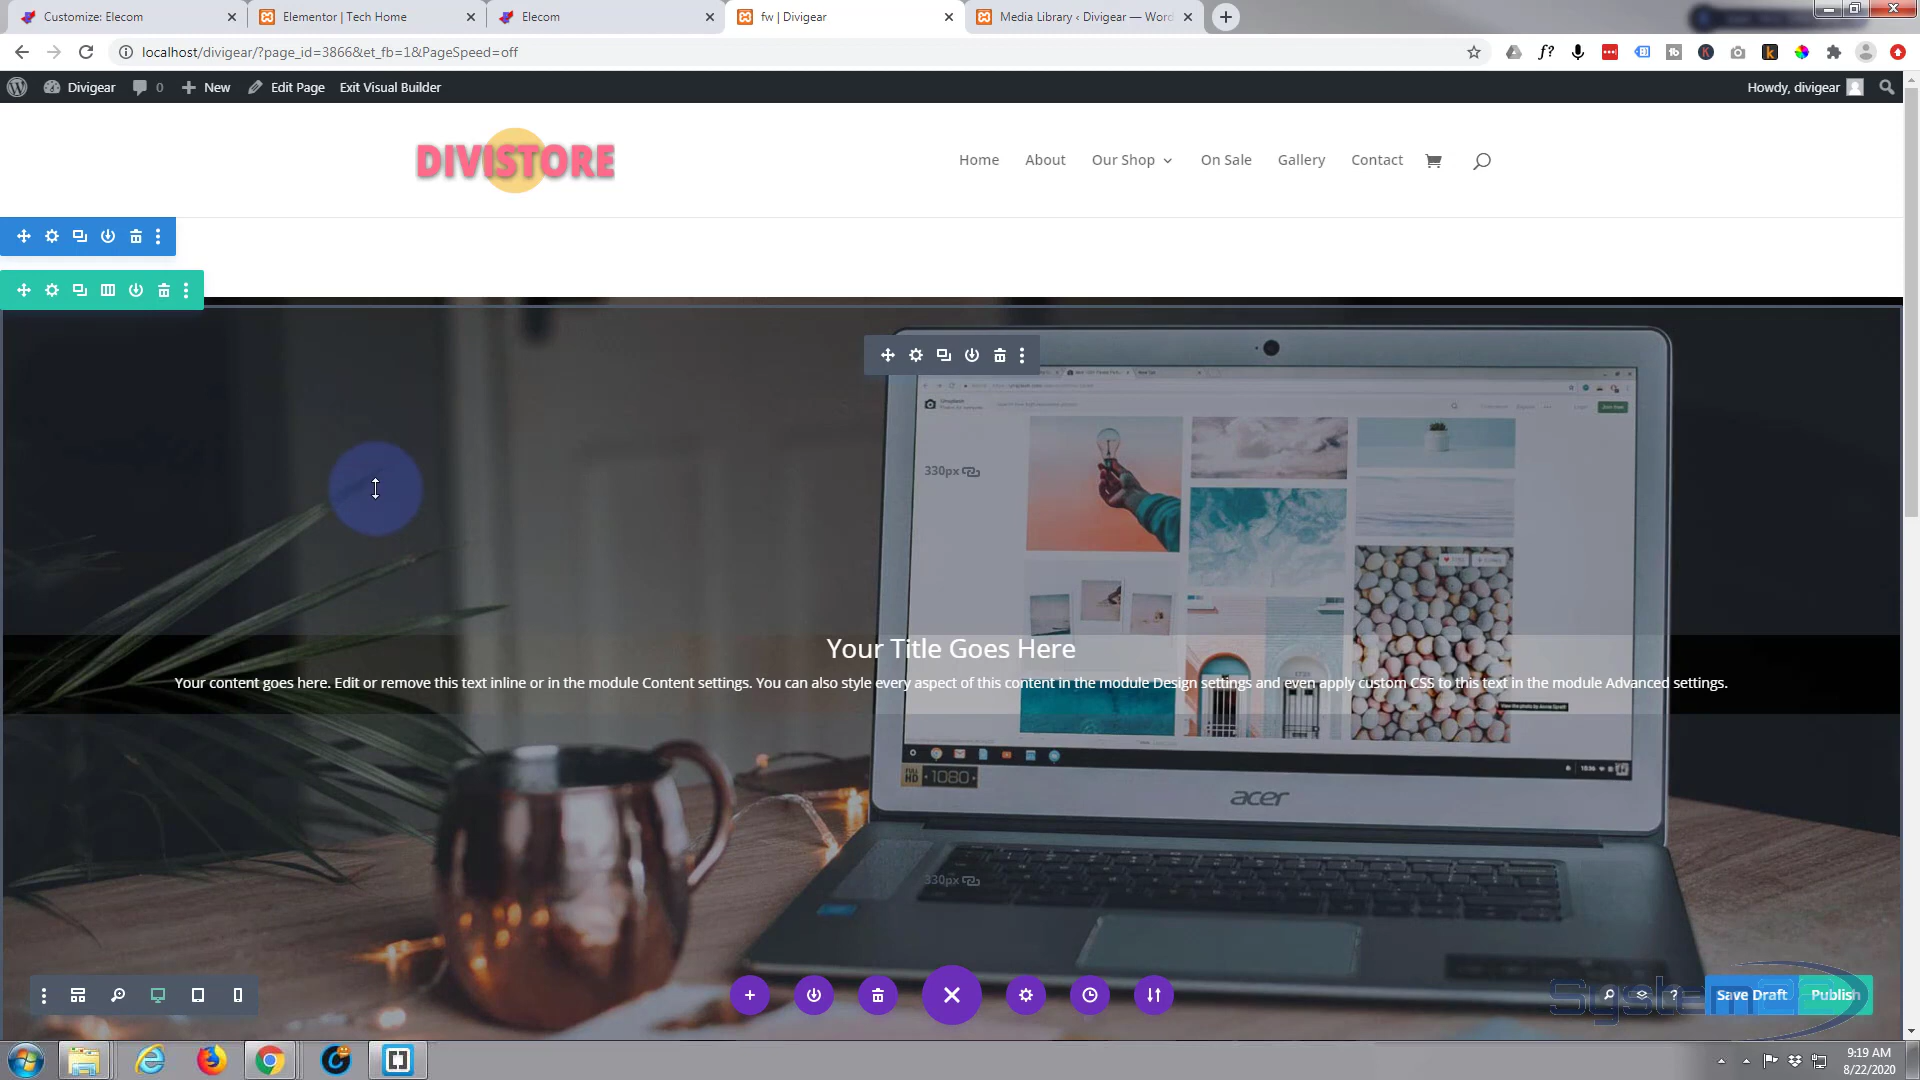 Customize: Elecom
Elementor | Tech Home
Elecom
fw | Divigear
Media Library ‹ Divigear — Word
localhost/divigear/?page_id=3866&et_fb=1&PageSpeed=off
Divigear
0
New
Edit Page
Exit Visual Builder
Howdy, divigear
DIVISTORE
Home
About
Our Shop
On Sale
Gallery
Contact
330px
Your Title Goes Here
Your content goes here. Edit or remove this text inline or in the module Content settings. You can also style every aspect of this content in the module Design settings and even apply custom CSS to this text in the module Advanced settings.
FULL HD 1080
acer
330px
Save Draft
Publish
9:19 AM
8/22/2020